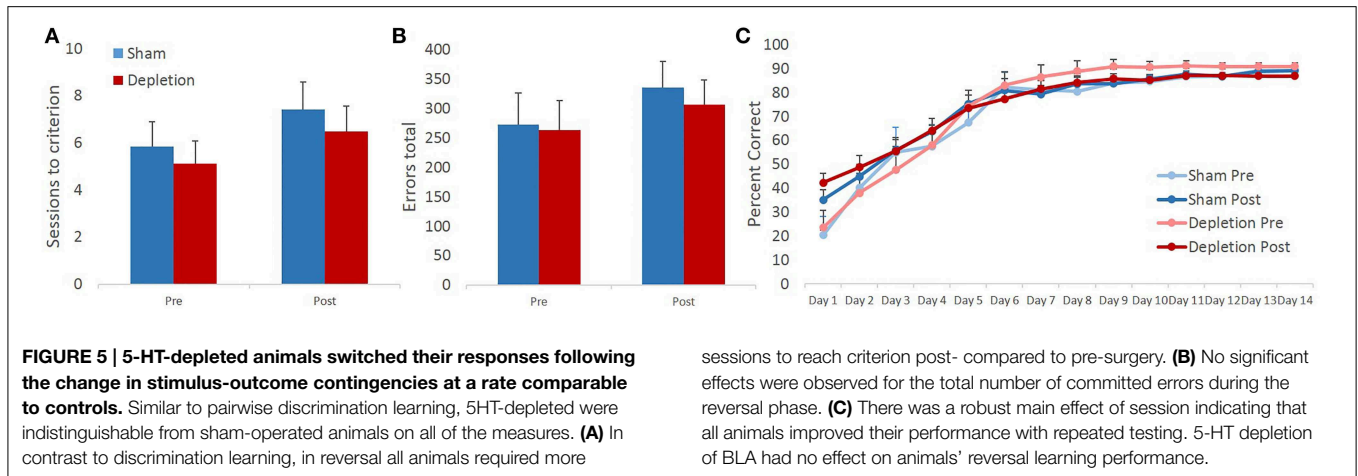 A
10
8
6
4
2
0
Sessions to criterion
Sham
Depletion
Pre
Post
B
400
350
300
250
200
150
100
50
0
Errors total
Pre
Post
C
100
90
80
70
60
50
40
30
20
10
0
Percent Correct
Sham Pre
Sham Post
Depletion Pre
Depletion Post
Day 1 Day 2 Day 3 Day 4 Day 5 Day 6 Day 7 Day 8 Day 9 Day 10 Day 11 Day 12 Day 13 Day 14
FIGURE 5 | 5-HT-depleted animals switched their responses following
the change in stimulus-outcome contingencies at a rate comparable
to controls. Similar to pairwise discrimination learning, 5HT-depleted were
indistinguishable from sham-operated animals on all of the measures. (A) In
contrast to discrimination learning, in reversal all animals required more
sessions to reach criterion post- compared to pre-surgery. (B) No significant
effects were observed for the total number of committed errors during the
reversal phase. (C) There was a robust main effect of session indicating that
all animals improved their performance with repeated testing. 5-HT depletion
of BLA had no effect on animals' reversal learning performance.